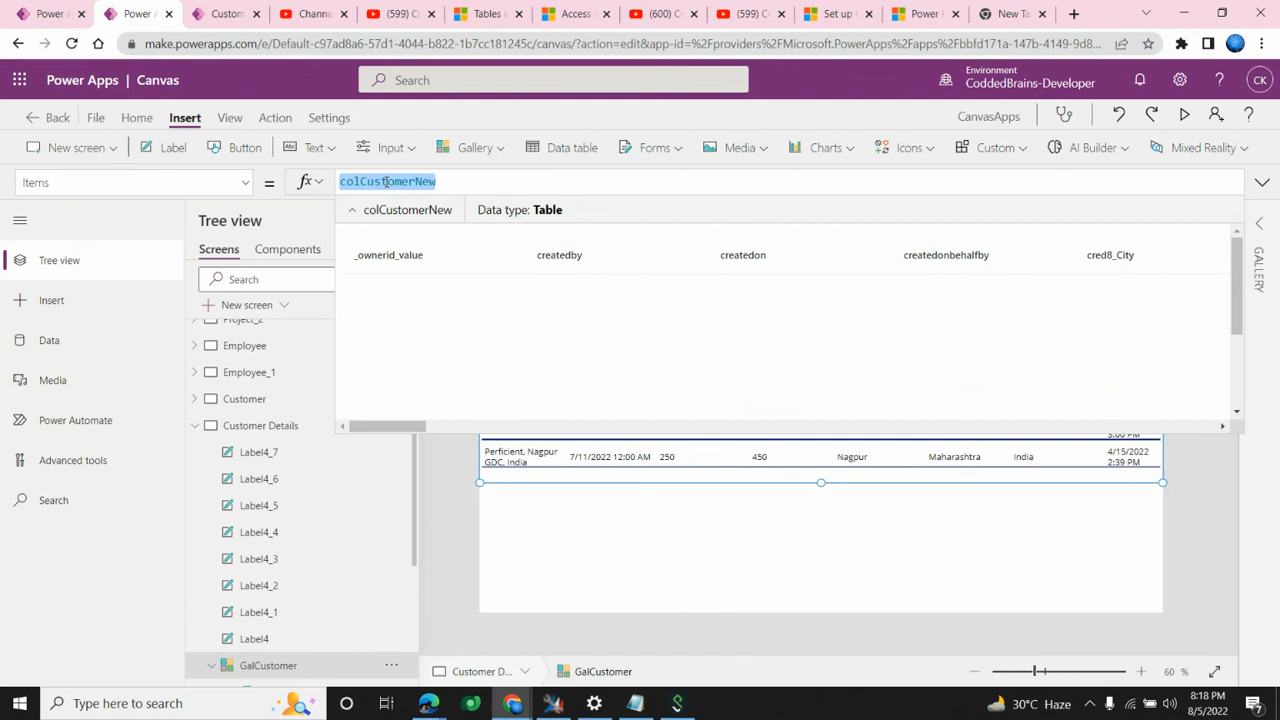 Power A
Power A
Custom
Channe
(599) C
Tables i
Access
(600) C
(599) C
Set up
Power F
New Ta
make.powerapps.com/e/Default-c97ad8a6-57d1-4044-b822-1b7c181245c/canvas/?action=edit&app-id=%2Fproviders%2FMicrosoft.PowerApps%2Fapps%2Fbbfd171a-147b-4149-9d8...
Power Apps | Canvas
Search
Environment
CoddedBrains-Developer
CK
Back
File
Home
Insert
View
Action
Settings
CanvasApps
New screen
Label
Button
Text
Input
Gallery
Data table
Forms
Media
Charts
Icons
Custom
AI Builder
Mixed Reality
Items
=
fx
colCustomerNew
colCustomerNew
Data type: Table
Tree view
Screens
Components
_ownerid_value
createdby
createdon
createdonbehalfby
cred8_City
GALLERY
Tree view
Search
Insert
New screen
Project_2
Data
Employee
Media
Employee_1
Customer
Power Automate
Customer Details
Advanced tools
Label4_7
Label4_6
Search
Label4_5
Label4_4
Label4_3
Label4_2
Label4_1
Label4
GalCustomer
...
3:00 PM
Perficient, Nagpur
GDC, India
7/11/2022 12:00 AM
250
450
Nagpur
Maharashtra
India
4/15/2022
2:39 PM
Customer D...
GalCustomer
60 %
Type here to search
30°C Haze
8:18 PM
8/5/2022
7